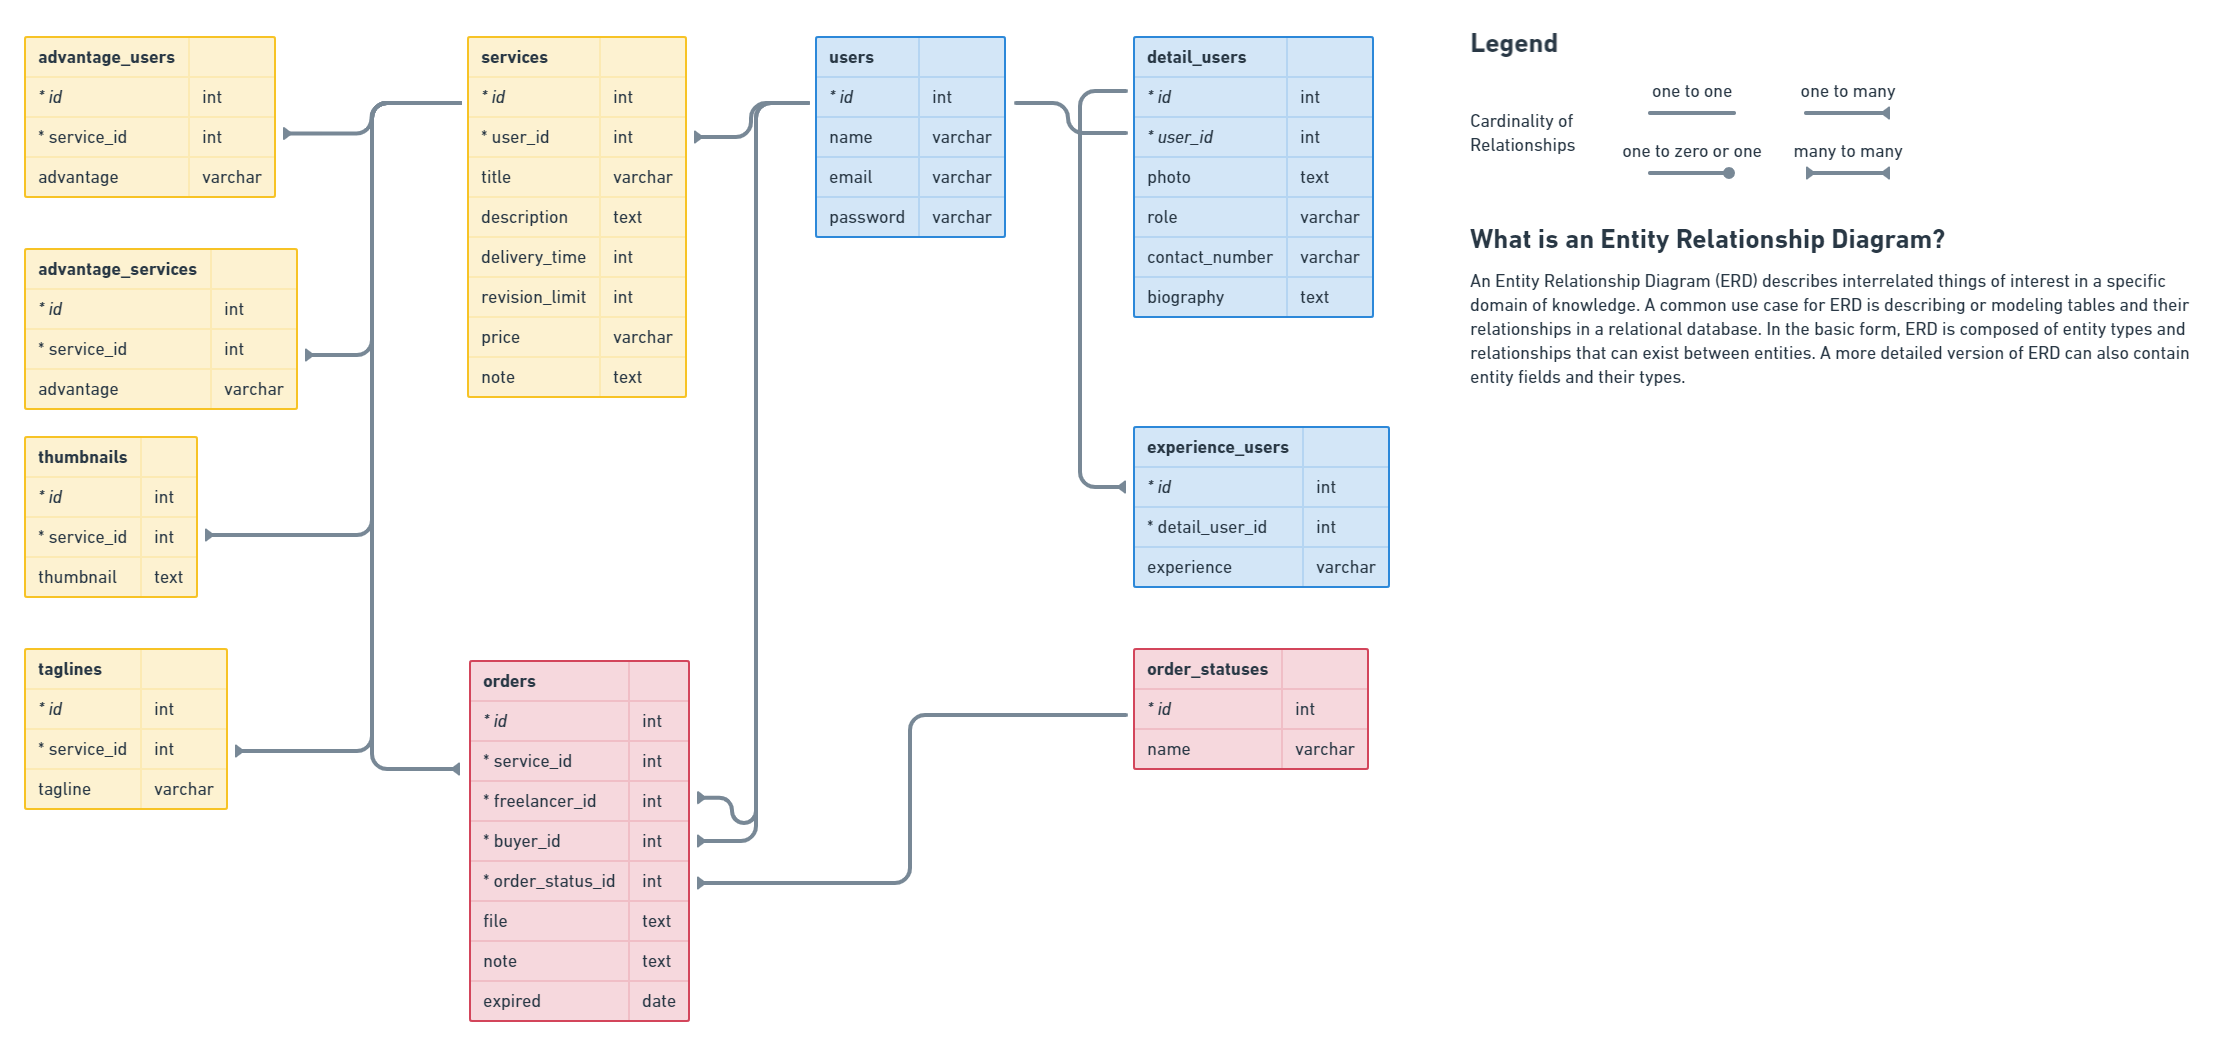 advantage_users
* id int
* service_id int
advantage varchar
advantage_services
* id int
* service_id int
advantage varchar
thumbnails
* id int
* service_id int
thumbnail text
taglines
* id int
* service_id int
tagline varchar
services
* id int
* user_id int
title varchar
description text
delivery_time int
revision_limit int
price varchar
note text
orders
* id int
* service_id int
* freelancer_id int
* buyer_id int
* order_status_id int
file text
note text
expired date
users
* id int
name varchar
email varchar
password varchar
detail_users
* id int
* user_id int
photo text
role varchar
contact_number varchar
biography text
experience_users
* id int
* detail_user_id int
experience varchar
order_statuses
* id int
name varchar
Legend
Cardinality of
Relationships
one to one
one to many
one to zero or one
many to many
What is an Entity Relationship Diagram?
An Entity Relationship Diagram (ERD) describes interrelated things of interest in a specific
domain of knowledge. A common use case for ERD is describing or modeling tables and their
relationships in a relational database. In the basic form, ERD is composed of entity types and
relationships that can exist between entities. A more detailed version of ERD can also contain
entity fields and their types.